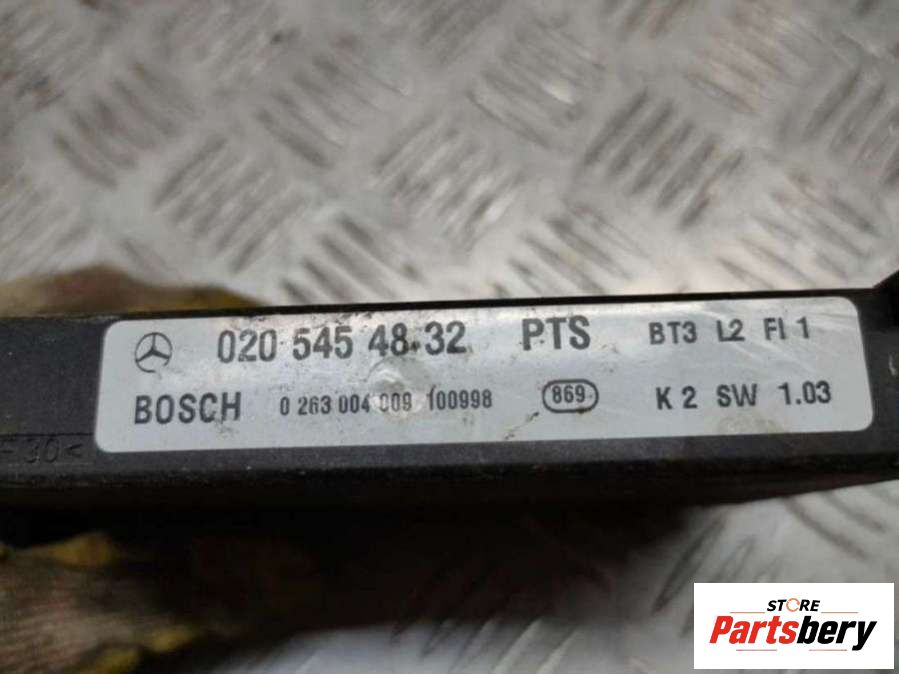 020 545 48 32 PTS BT3 L2 FI 1
BOSCH 0 263 004 009 100998 869 K 2 SW 1.03
-30<
STORE
Partsbery